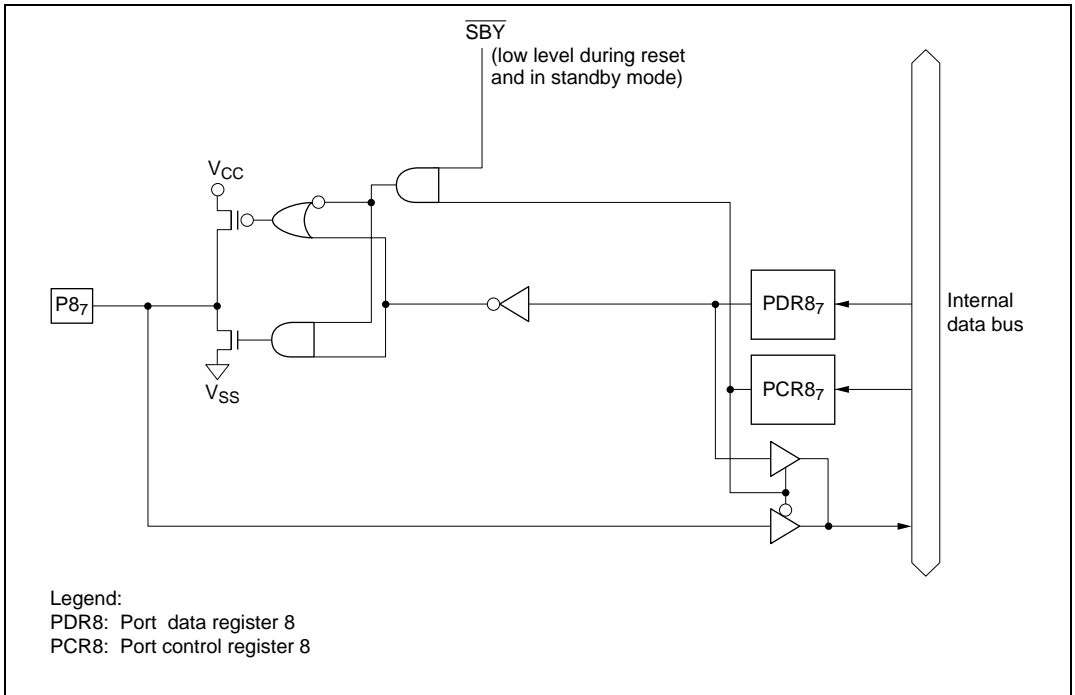 SBY
(low level during reset
and in standby mode)
VCC
P87
PDR87
Internal
data bus
PCR87
VSS
Legend:
PDR8: Port data register 8
PCR8: Port control register 8